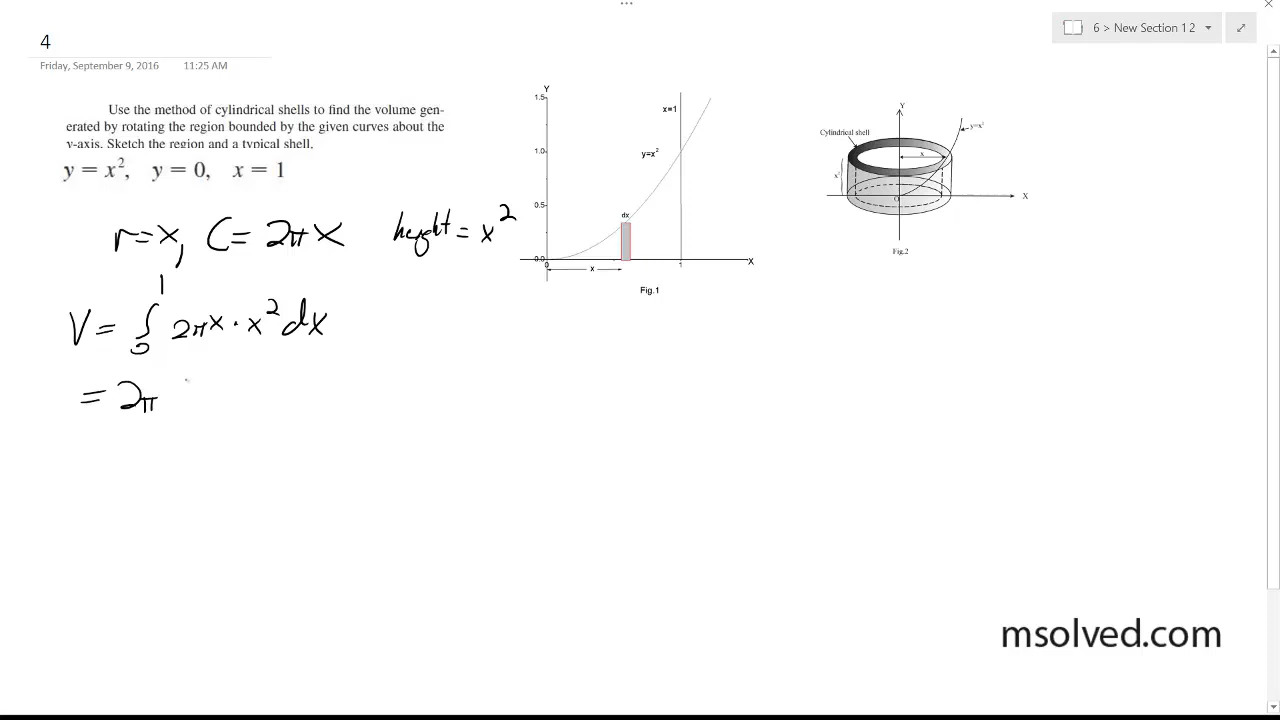 6 > New Section 12
4
Friday, September 9, 2016 11:25 AM
Use the method of cylindrical shells to find the volume gen-
erated by rotating the region bounded by the given curves about the
y-axis. Sketch the region and a typical shell.
y = x², y = 0, x = 1
r=x, C = 2πx height = x²
V = ∫₀¹ 2πx · x² dx
= 2π
Y
1.5
x=1
1.0
y=x²
0.5
dx
0.0
0
x
1
X
Fig.1
Y
y=x²
Cylindrical shell
x
x²
O
X
Fig.2
msolved.com